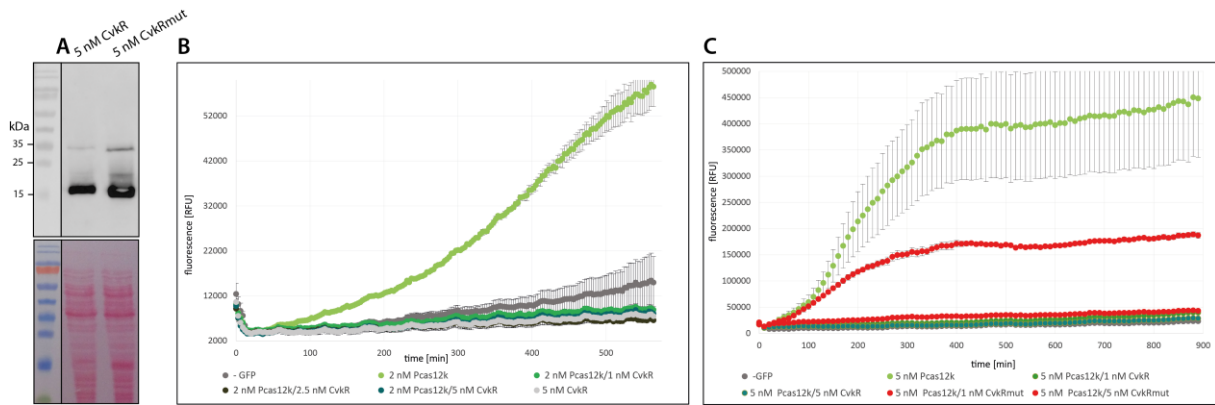 A
5 nM CvkR
5 nM CvkRmut
kDa
35
25
15
B
fluorescence [RFU]
52000
42000
32000
22000
12000
2000
0
100
200
300
400
500
time [min]
- GFP
2 nM Pcas12k
2 nM Pcas12k/1 nM CvkR
2 nM Pcas12k/2.5 nM CvkR
2 nM Pcas12k/5 nM CvkR
5 nM CvkR
C
fluorescence [RFU]
500000
450000
400000
350000
300000
250000
200000
150000
100000
50000
0
0
100
200
300
400
500
600
700
800
900
time [min]
-GFP
5 nM Pcas12k
5 nM Pcas12k/1 nM CvkR
5 nM Pcas12k/5 nM CvkR
5 nM Pcas12k/1 nM CvkRmut
5 nM Pcas12k/5 nM CvkRmut